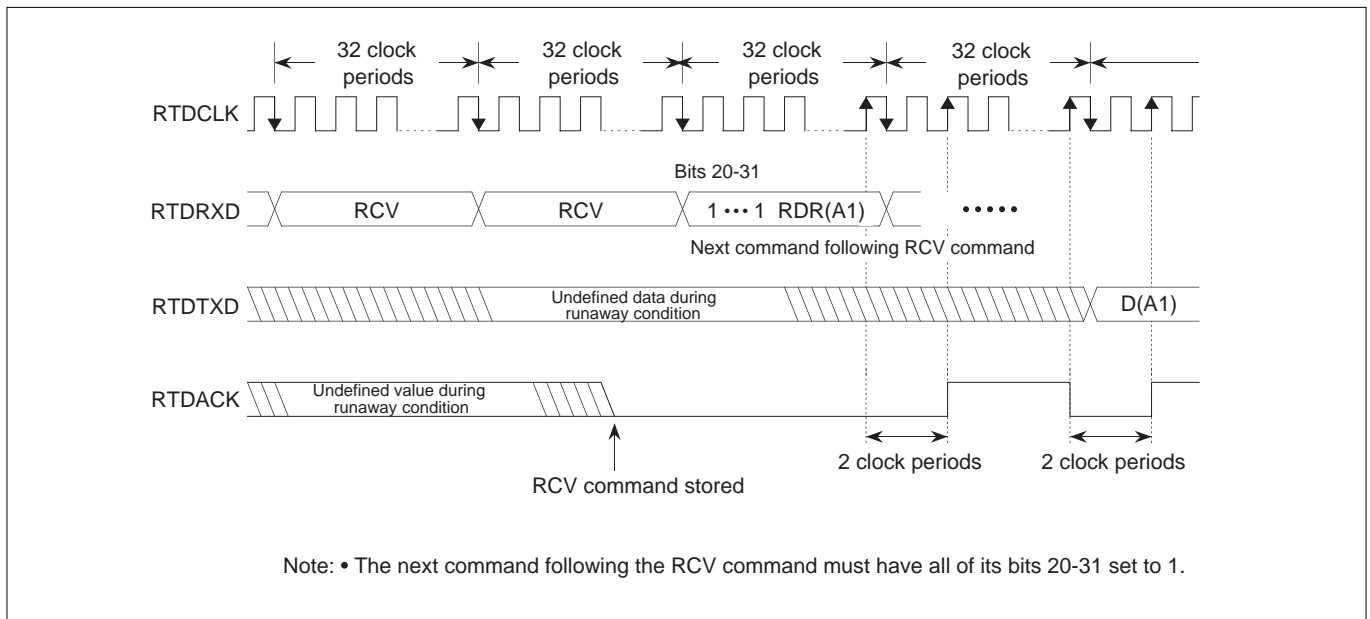 32 clock periods
32 clock periods
32 clock periods
32 clock periods
RTDCLK
Bits 20-31
RTDRXD
RCV
RCV
1 ••• 1 RDR(A1)
•••••
Next command following RCV command
RTDTXD
Undefined data during
runaway condition
D(A1)
RTDACK
Undefined value during
runaway condition
2 clock periods
2 clock periods
RCV command stored
Note: • The next command following the RCV command must have all of its bits 20-31 set to 1.